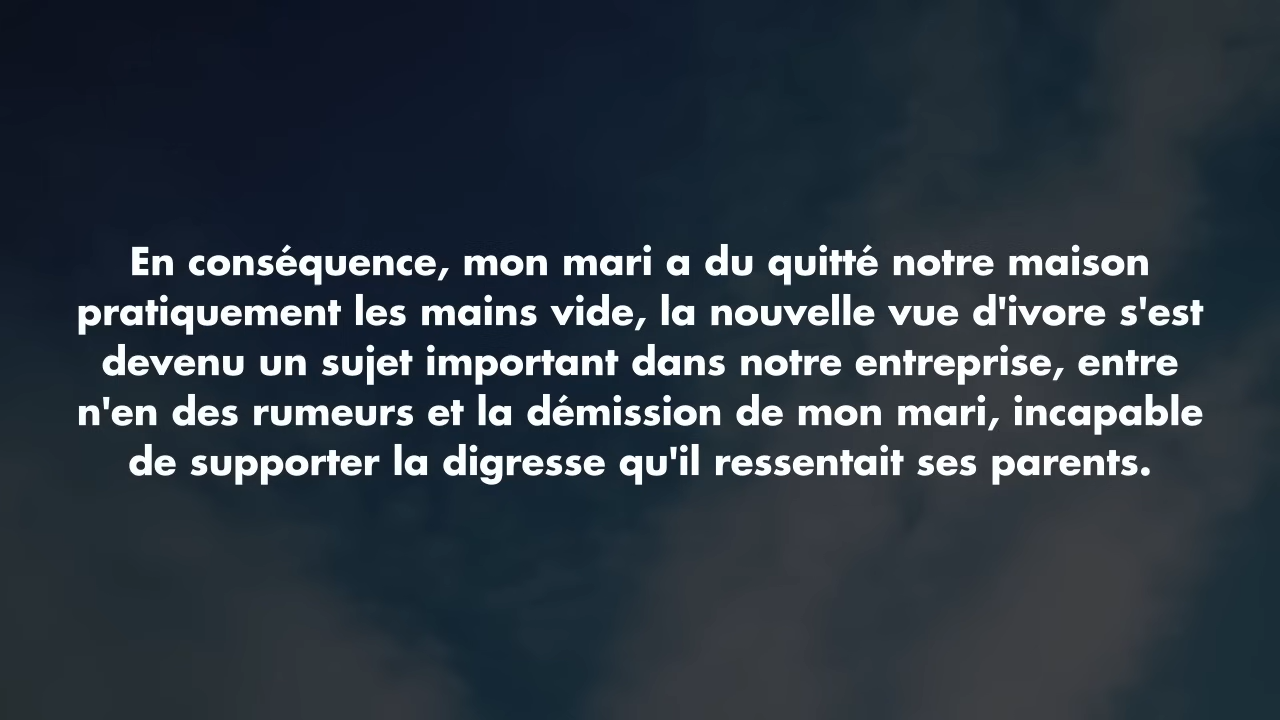 En conséquence, mon mari a du quitté notre maison
pratiquement les mains vide, la nouvelle vue d'ivore s'est
devenu un sujet important dans notre entreprise, entre
n'en des rumeurs et la démission de mon mari, incapable
de supporter la digresse qu'il ressentait ses parents.